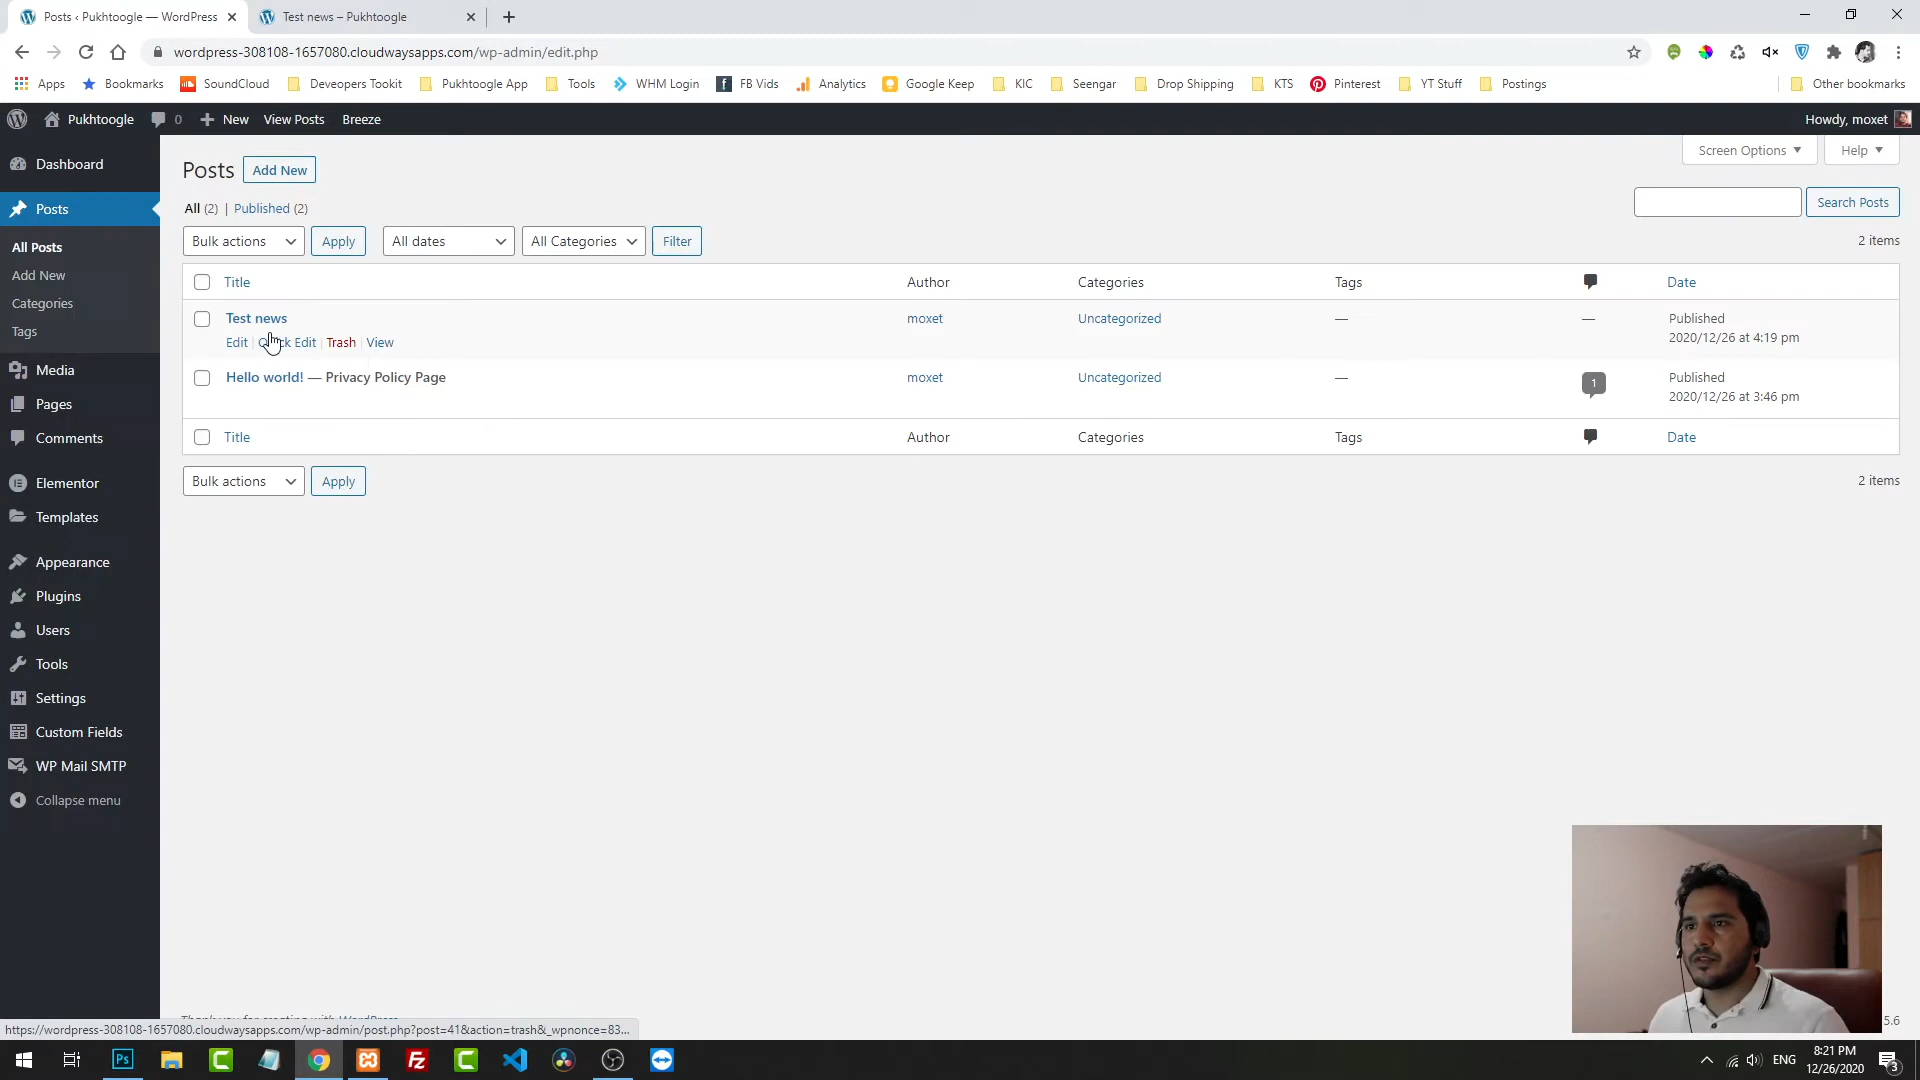 Posts ‹ Pukhtoogle — WordPress
Test news – Pukhtoogle
wordpress-308108-1657080.cloudwaysapps.com/wp-admin/edit.php
Apps Bookmarks SoundCloud Deveopers Tookit Pukhtoogle App Tools WHM Login FB Vids Analytics Google Keep KIC Seengar Drop Shipping KTS Pinterest YT Stuff Postings Other bookmarks
Pukhtoogle 0 New View Posts Breeze Howdy, moxet
Dashboard
Posts
All Posts
Add New
Categories
Tags
Media
Pages
Comments
Elementor
Templates
Appearance
Plugins
Users
Tools
Settings
Custom Fields
WP Mail SMTP
Collapse menu
Screen Options Help
Posts Add New
All (2) | Published (2)
Search Posts
Bulk actions Apply All dates All Categories Filter 2 items
Title Author Categories Tags Date
Test news moxet Uncategorized — — Published
2020/12/26 at 4:19 pm
Edit | Edit | Trash | View
Hello world! — Privacy Policy Page moxet Uncategorized — 1 Published
2020/12/26 at 3:46 pm
Title Author Categories Tags Date
Bulk actions Apply 2 items
https://wordpress-308108-1657080.cloudwaysapps.com/wp-admin/post.php?post=41&action=trash&_wpnonce=83...
5.6
Ps
ENG
8:21 PM
12/26/2020
3